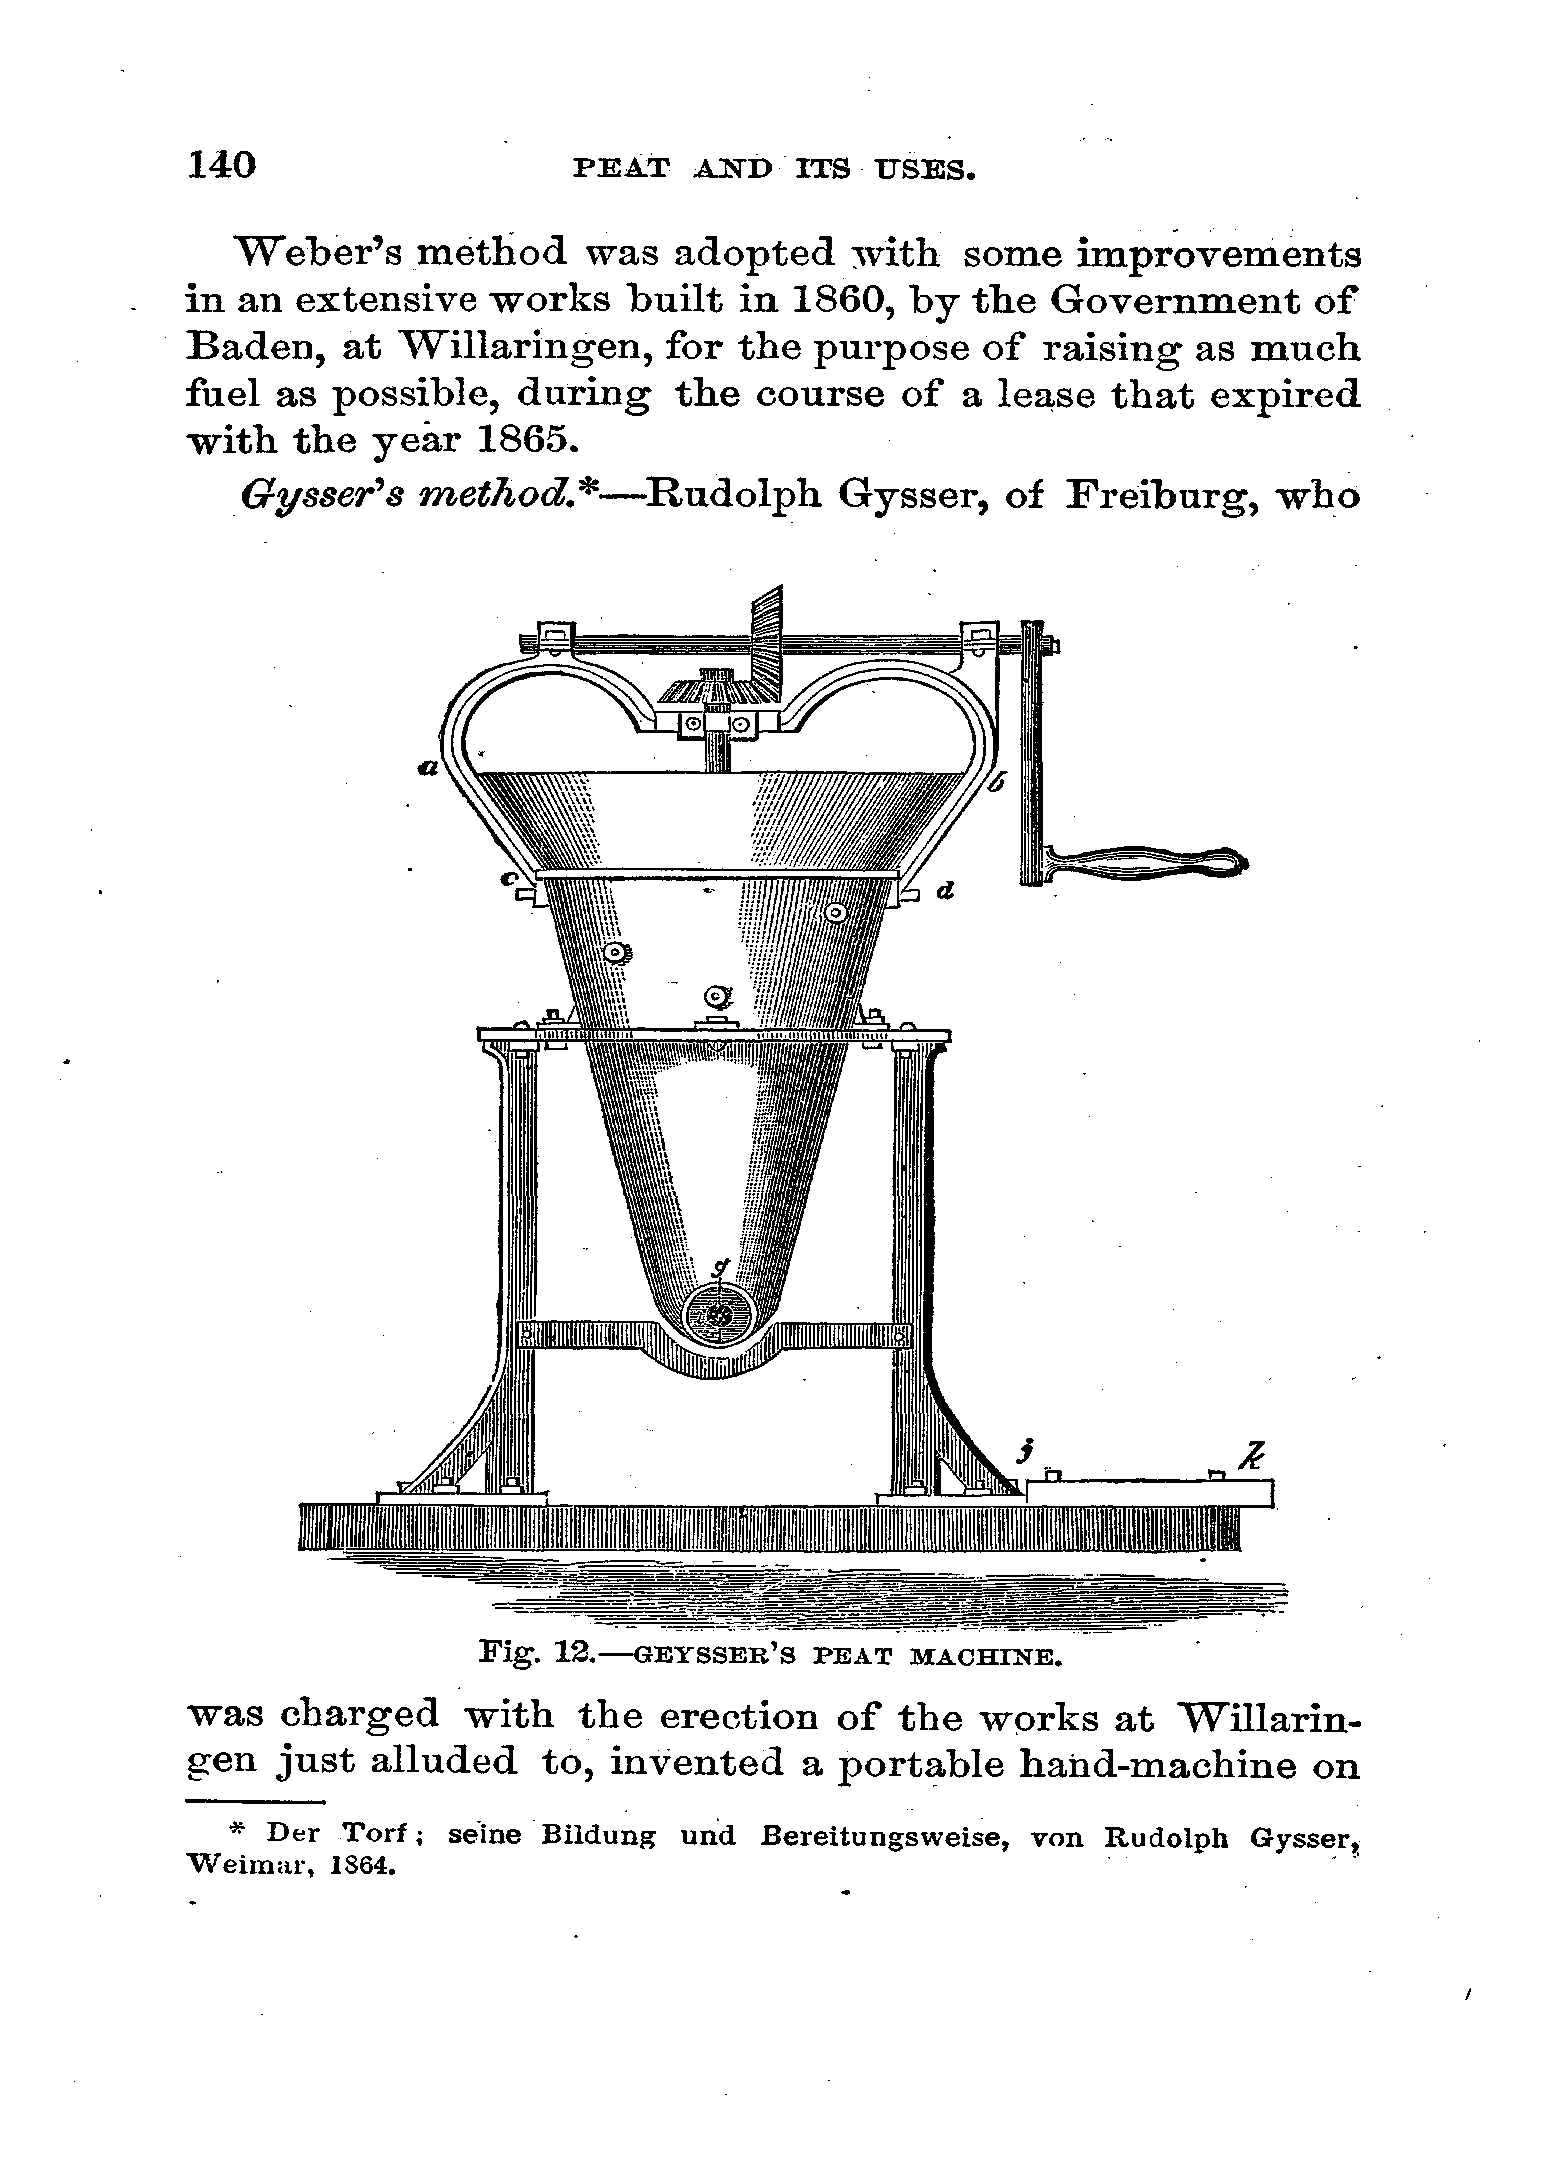 140 PEAT AND ITS USES.
Weber's method was adopted with some improvements
in an extensive works built in 1860, by the Government of
Baden, at Willaringen, for the purpose of raising as much
fuel as possible, during the course of a lease that expired
with the year 1865.
Gysser's method.*—Rudolph Gysser, of Freiburg, who
a
b
c
d
g
j
k
Fig. 12.—GEYSSER'S PEAT MACHINE.
was charged with the erection of the works at Willarin-
gen just alluded to, invented a portable hand-machine on
* Der Torf; seine Bildung und Bereitungsweise, von Rudolph Gysser,
Weimar, 1864.